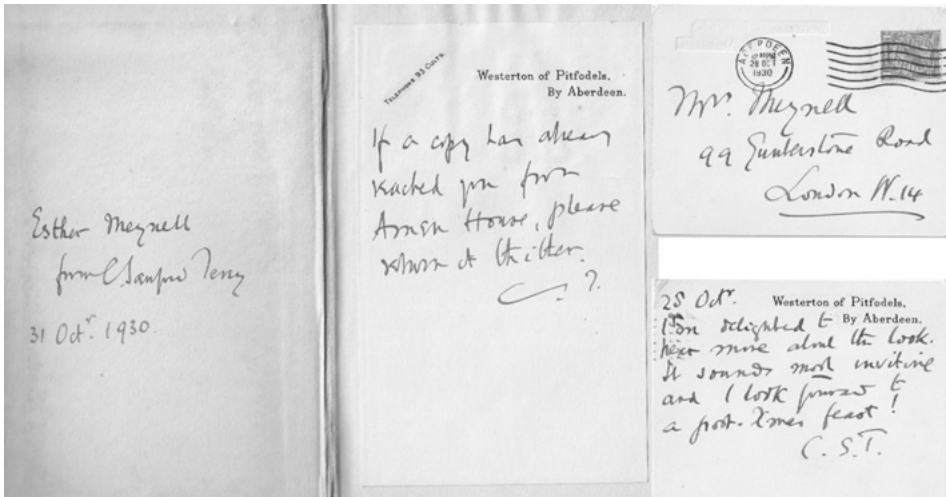 Esther Meynell
from C. Sanford Terry
31 Octr. 1930.
TELEPHONE 93 CULTS.
Westerton of Pitfodels,
By Aberdeen.
If a copy has already
reached you from
Amen House, please
return it thither.
ABERDEEN
28 OCT
1930
Mrs. Meynell
99 Gunterstone Road
London W.14
28 Octr.
Westerton of Pitfodels,
By Aberdeen.
I am delighted to
hear more about the book.
It sounds most inviting
and I look forward to
a post-Xmas feast!
C. S. T.